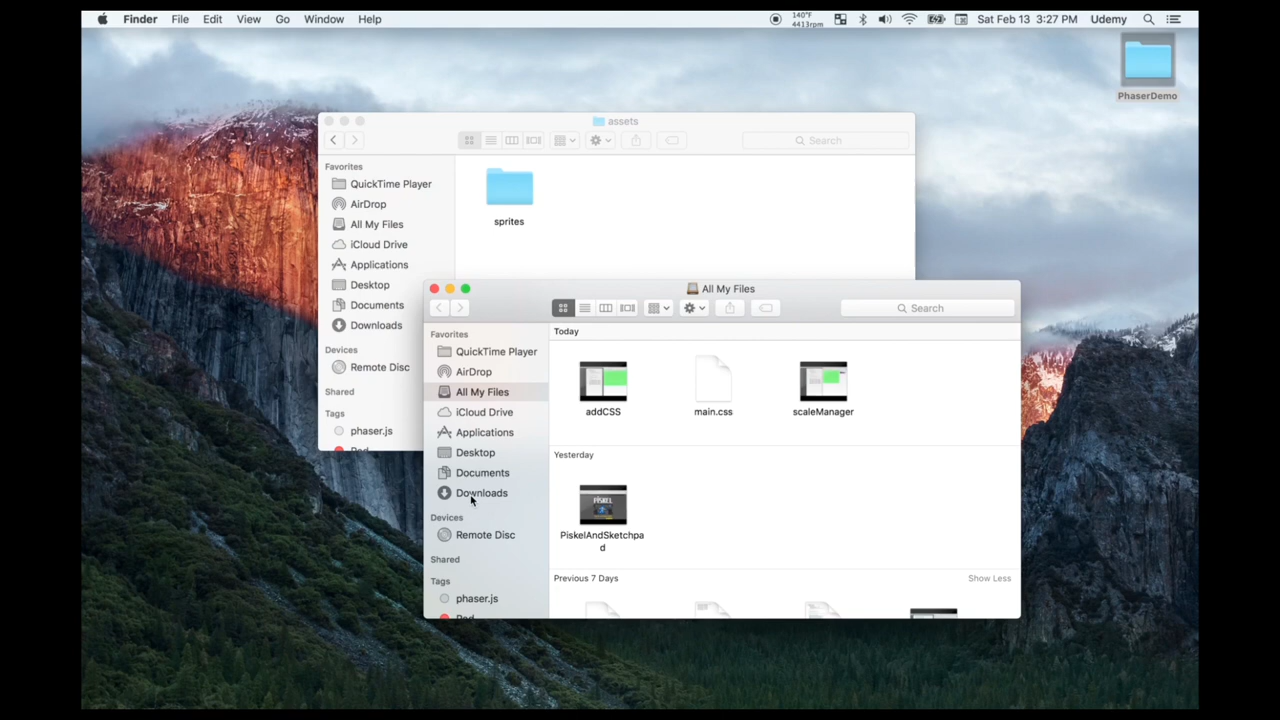 Finder File Edit View Go Window Help
140°F
4413rpm
Sat Feb 13 3:27 PM Udemy
PhaserDemo
assets
Search
Favorites
QuickTime Player
AirDrop
All My Files
iCloud Drive
Applications
Desktop
Documents
Downloads
Devices
Remote Disc
Shared
Tags
phaser.js
sprites
All My Files
Search
Favorites
QuickTime Player
AirDrop
All My Files
iCloud Drive
Applications
Desktop
Documents
Downloads
Devices
Remote Disc
Shared
Tags
phaser.js
Today
addCSS main.css scaleManager
Yesterday
PISKEL
PiskelAndSketchpa
d
Previous 7 Days Show Less